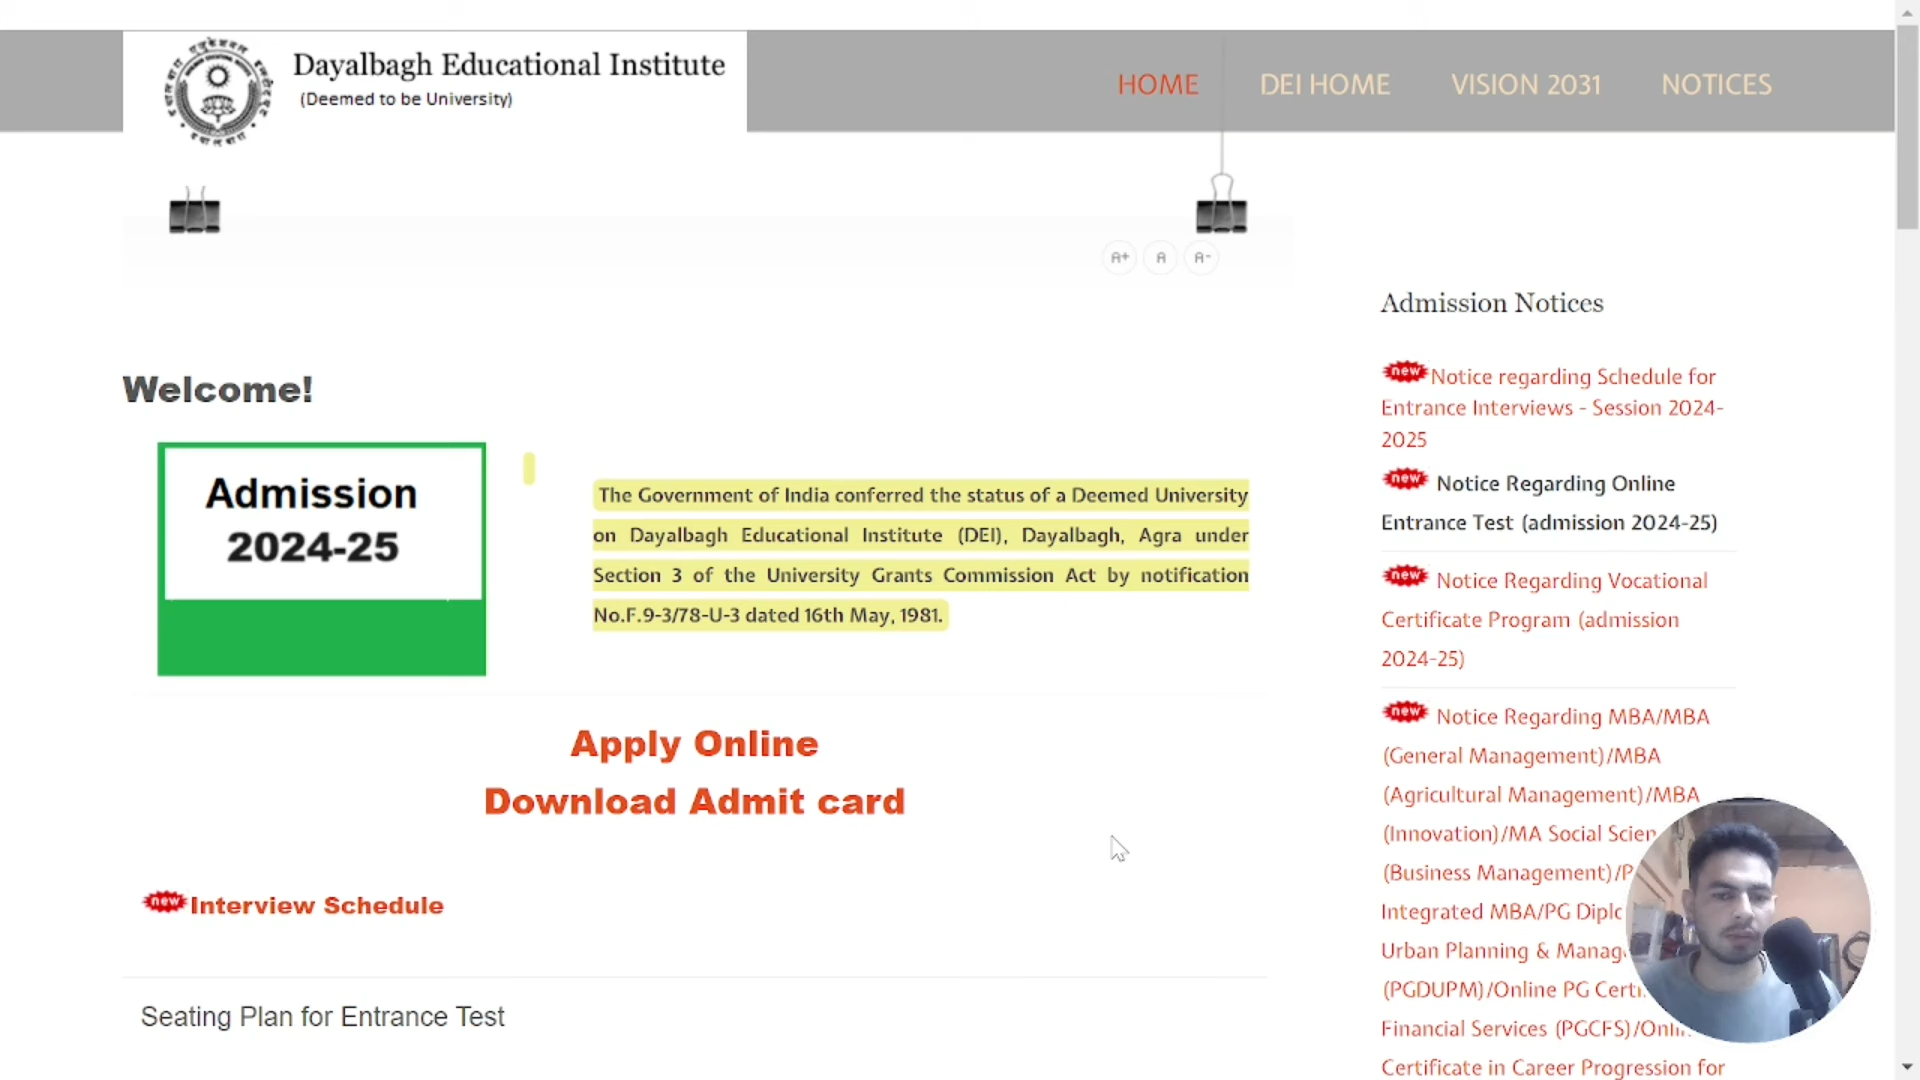 Dayalbagh Educational Institute
(Deemed to be University)
HOME
DEI HOME
VISION 2031
NOTICES
A+
A
A-
Welcome!
Admission
2024-25
The Government of India conferred the status of a Deemed University
on Dayalbagh Educational Institute (DEI), Dayalbagh, Agra under
Section 3 of the University Grants Commission Act by notification
No.F.9-3/78-U-3 dated 16th May, 1981.
Apply Online
Download Admit card
new Interview Schedule
Seating Plan for Entrance Test
Admission Notices
new Notice regarding Schedule for
Entrance Interviews - Session 2024-
2025
new Notice Regarding Online
Entrance Test (admission 2024-25)
new Notice Regarding Vocational
Certificate Program (admission
2024-25)
new Notice Regarding MBA/MBA
(General Management)/MBA
(Agricultural Management)/MBA
(Innovation)/MA Social
(Business Management)
Integrated MBA/PG
Urban Planning &
(PGDUPM)/Online PG
Financial Services (PGCFS)
Certificate in Career Progression for